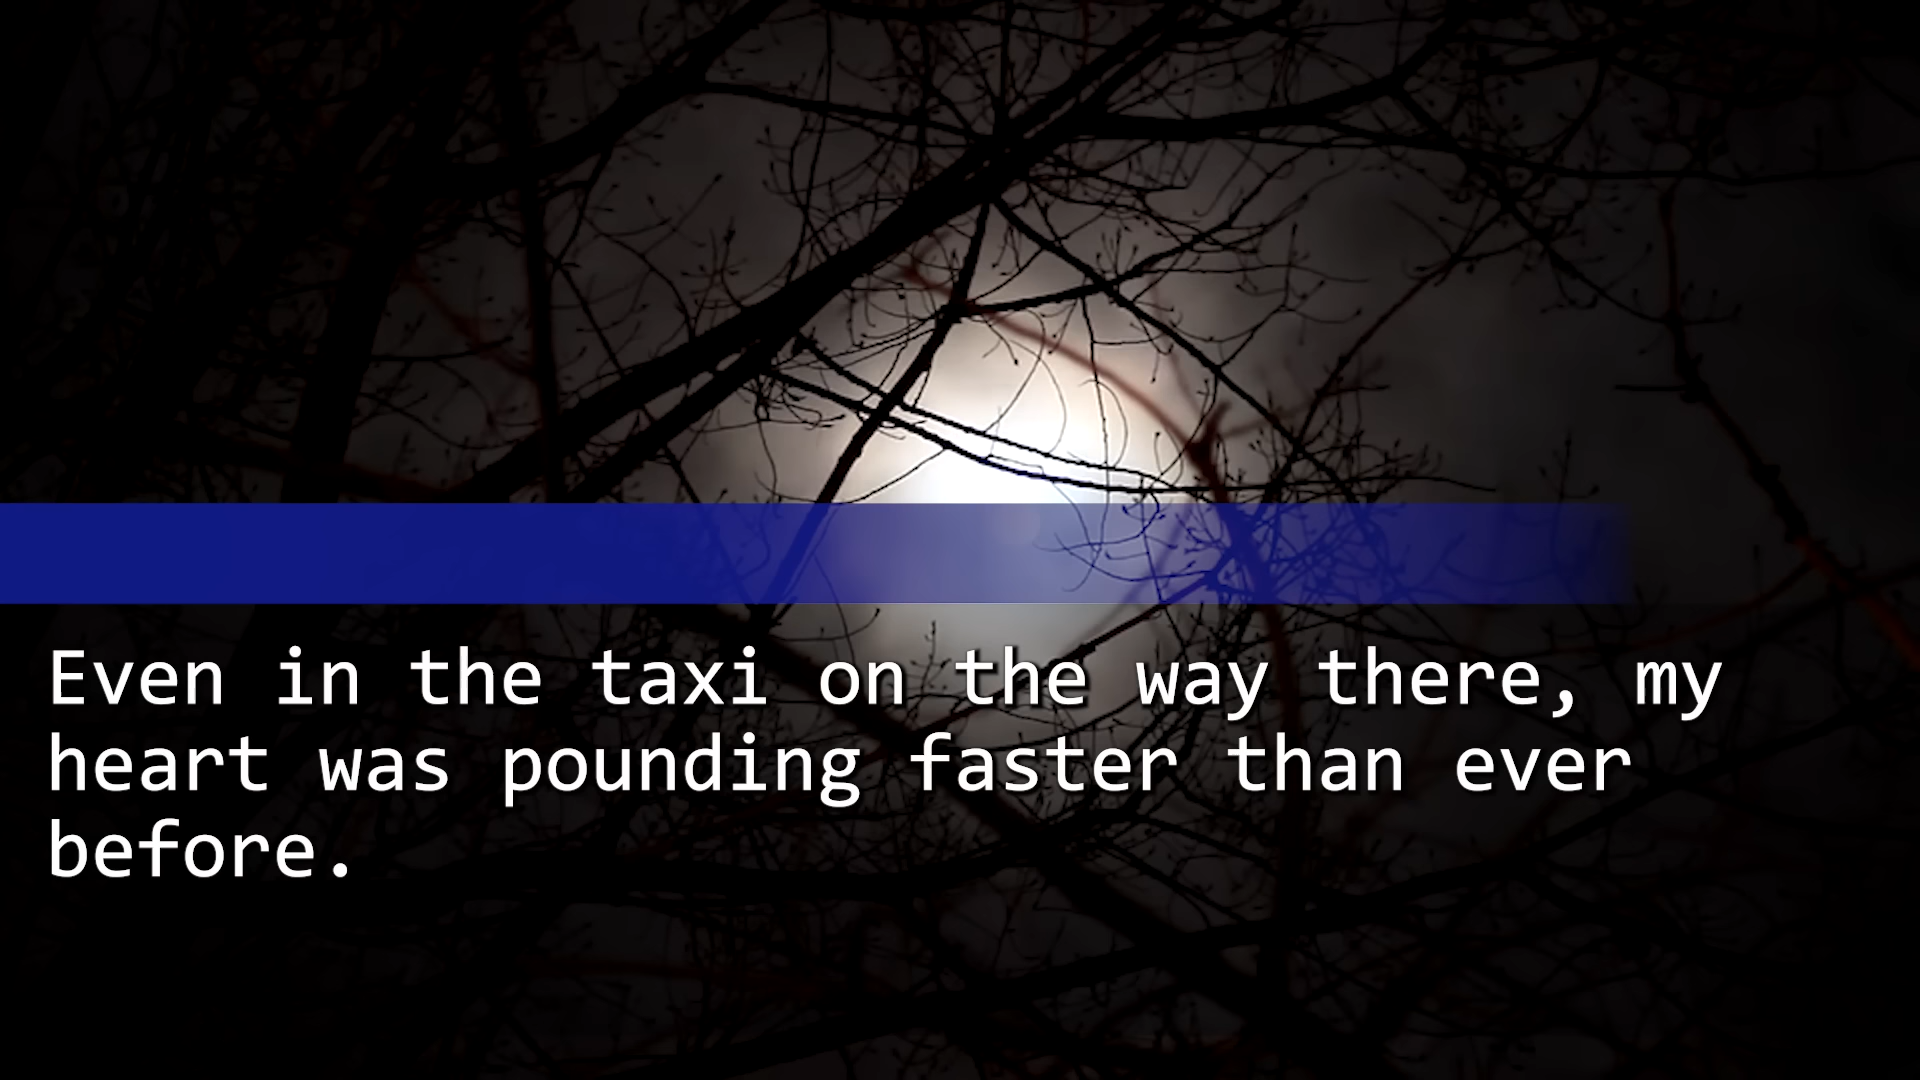 Even in the taxi on the way there, my
heart was pounding faster than ever
before.